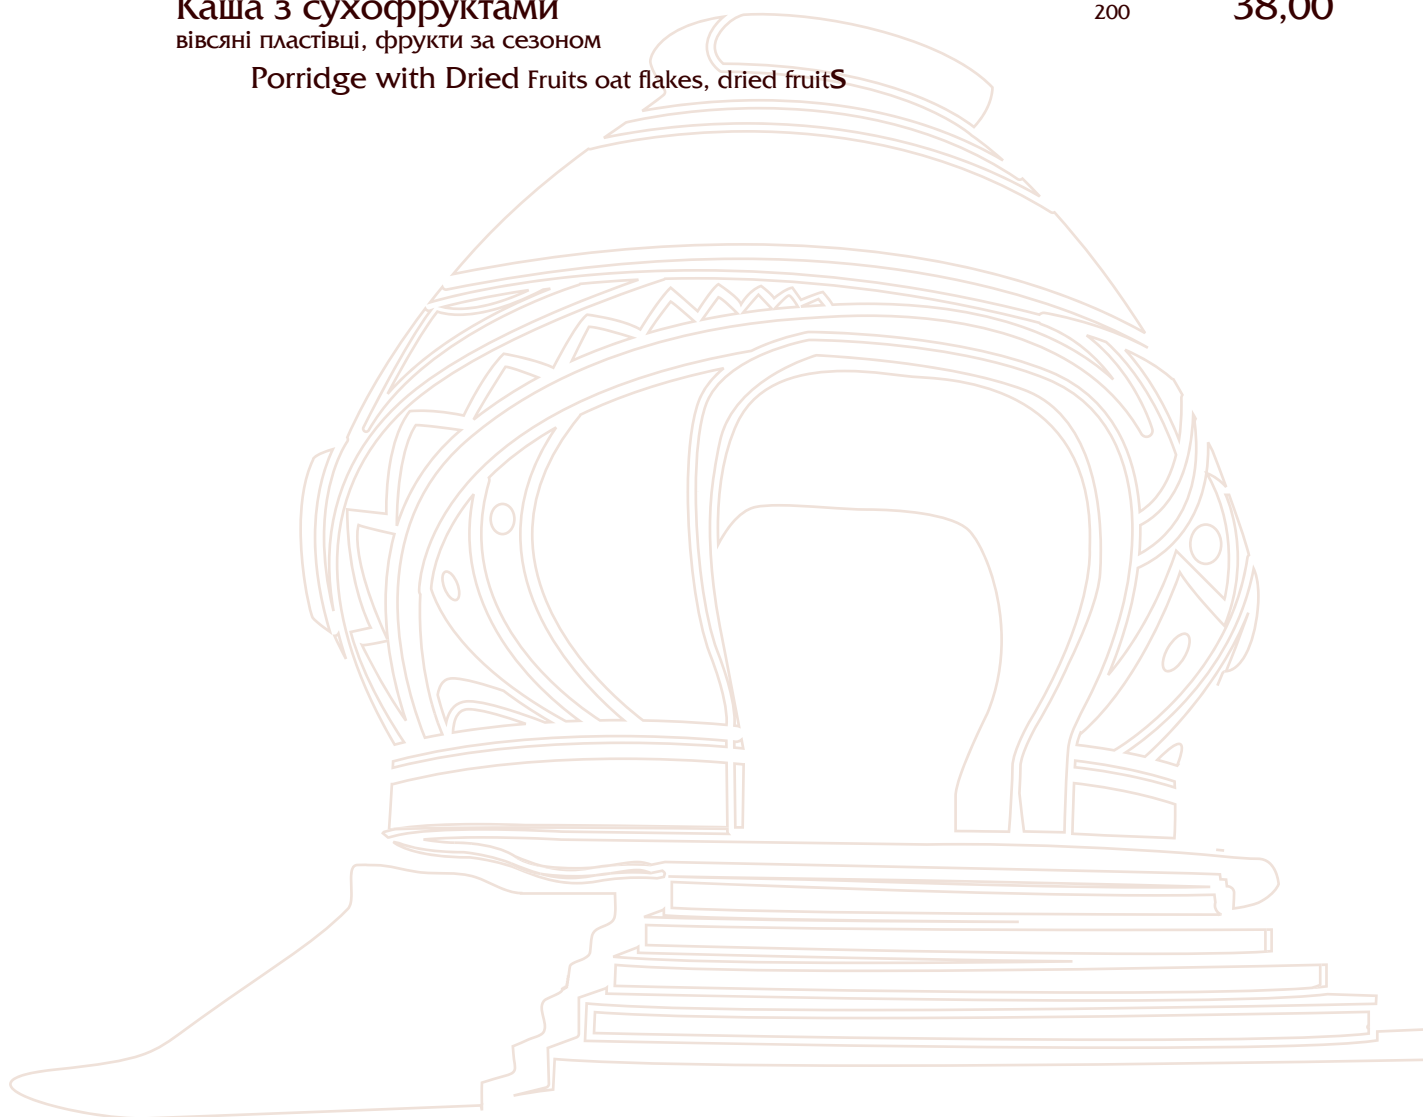 Каша з сухофруктами 200 38,00
вівсяні пластівці, фрукти за сезоном
Porridge with Dried Fruits oat flakes, dried fruits